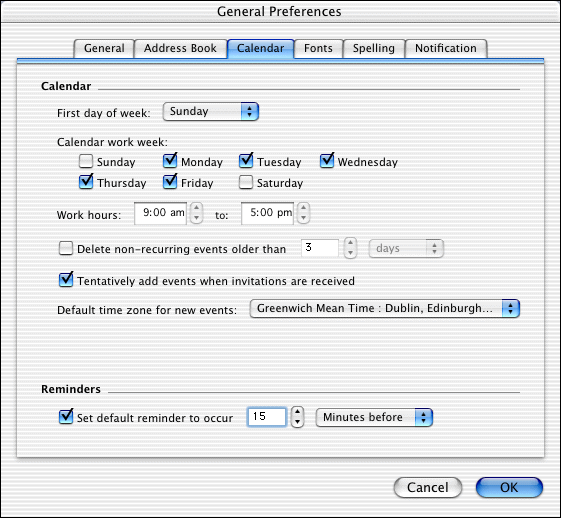 General Preferences
General Address Book Calendar Fonts Spelling Notification
Calendar
First day of week: Sunday
Calendar work week:
Sunday Monday Tuesday Wednesday
Thursday Friday Saturday
Work hours: 9:00 am to: 5:00 pm
Delete non-recurring events older than 3 days
Tentatively add events when invitations are received
Default time zone for new events: Greenwich Mean Time : Dublin, Edinburgh...
Reminders
Set default reminder to occur 15 Minutes before
Cancel OK